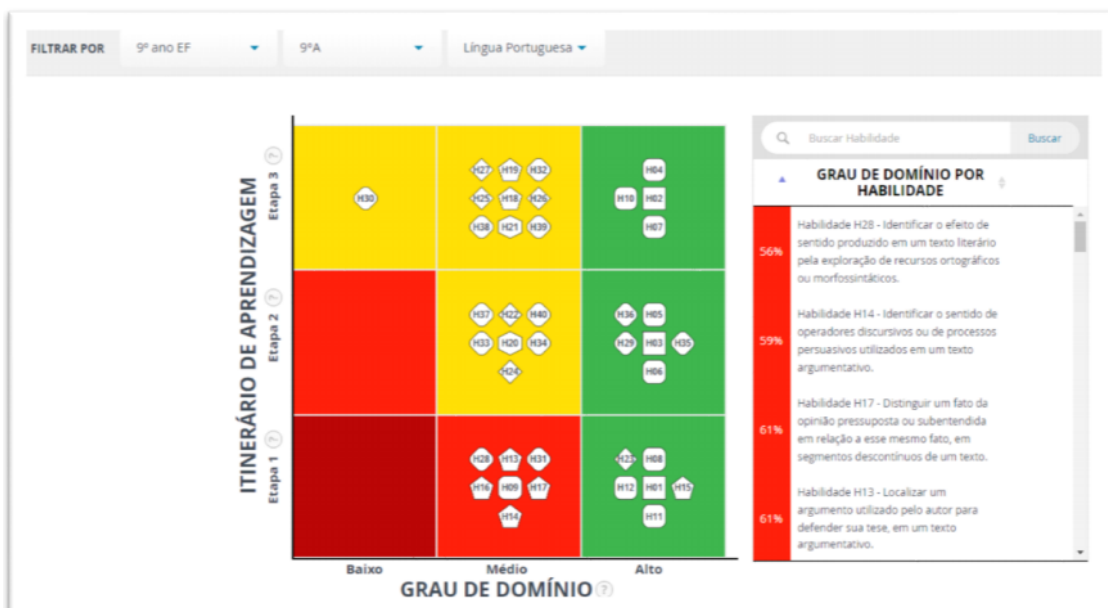 FILTRAR POR 9º ano EF 9ºA Língua Portuguesa
ITINERÁRIO DE APRENDIZAGEM
Etapa 3 ?
H30
H27 H19 H32
H25 H18 H26
H38 H21 H39
H04
H10 H02
H07
Etapa 2 ?
H37 H22 H40
H33 H20 H34
H24
H36 H05
H29 H03 H35
H06
Etapa 1 ?
H28 H13 H31
H16 H09 H17
H14
H23 H08
H12 H01 H15
H11
Baixo Médio Alto
GRAU DE DOMÍNIO ?
Buscar Habilidade Buscar
GRAU DE DOMÍNIO POR
HABILIDADE
56%
Habilidade H28 - Identificar o efeito de
sentido produzido em um texto literário
pela exploração de recursos ortográficos
ou morfossintáticos.
59%
Habilidade H14 - Identificar o sentido de
operadores discursivos ou de processos
persuasivos utilizados em um texto
argumentativo.
61%
Habilidade H17 - Distinguir um fato da
opinião pressuposta ou subentendida
em relação a esse mesmo fato, em
segmentos descontínuos de um texto.
61%
Habilidade H13 - Localizar um
argumento utilizado pelo autor para
defender sua tese, em um texto
argumentativo.